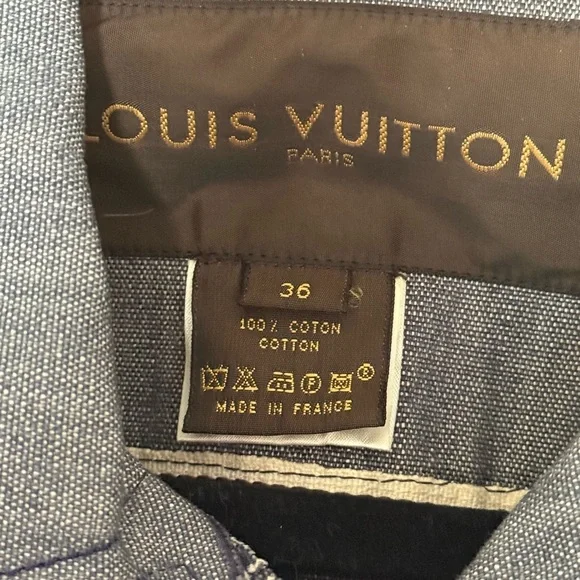 LOUIS VUITTON
PARIS
36
100% COTON
COTTON
P
®
MADE IN FRANCE